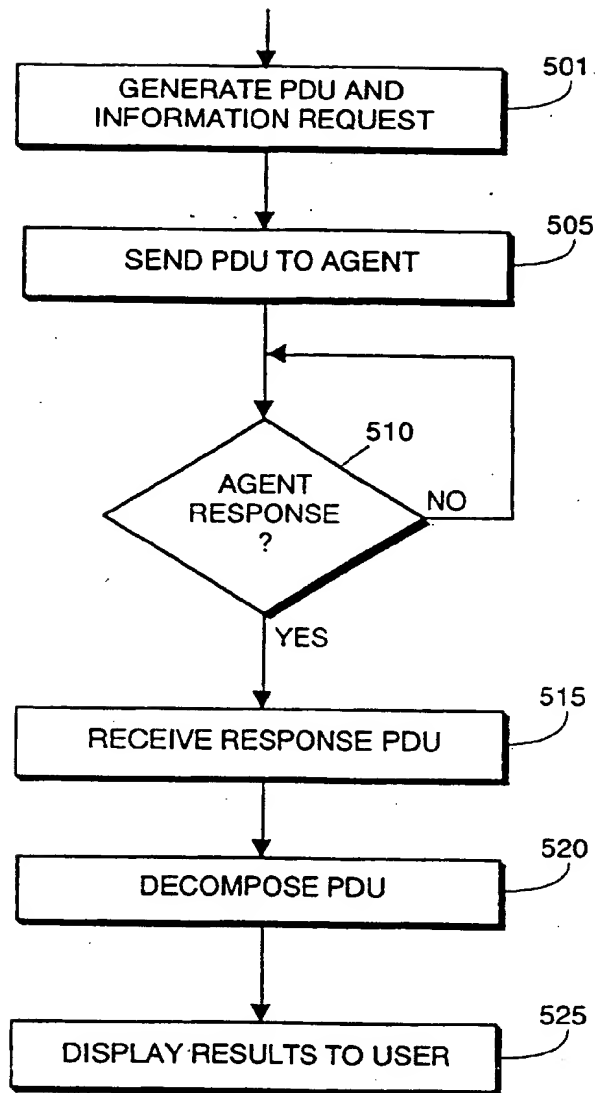 GENERATE PDU AND
INFORMATION REQUEST
501
SEND PDU TO AGENT
505
510
AGENT
RESPONSE
?
NO
YES
RECEIVE RESPONSE PDU
515
DECOMPOSE PDU
520
DISPLAY RESULTS TO USER
525